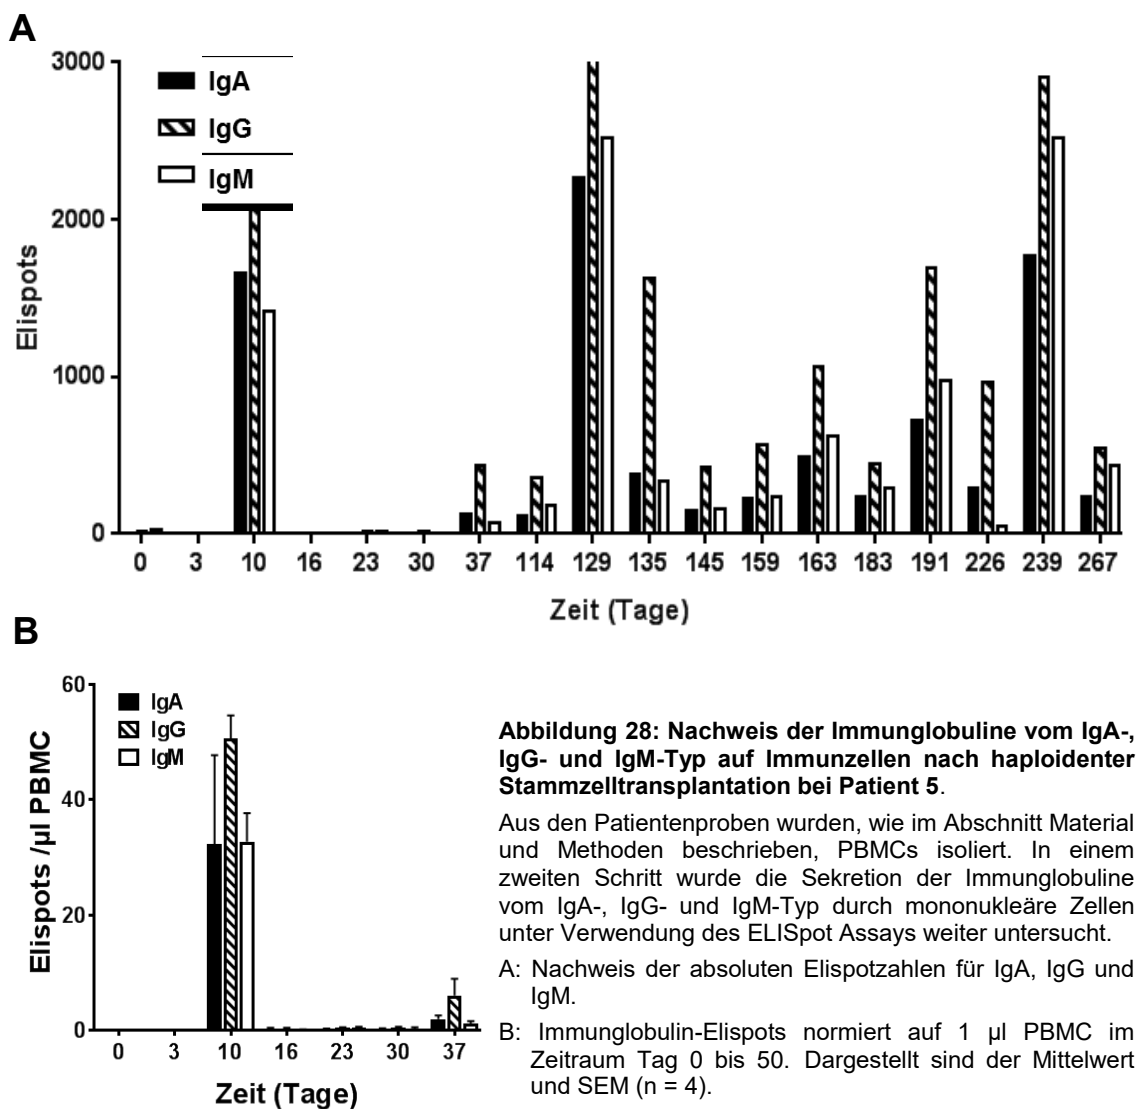 A
3000
IgA
IgG
IgM
2000
Elispots
1000
0
0 3 10 16 23 30 37 114 129 135 145 159 163 183 191 226 239 267
Zeit (Tage)
B
60
IgA
IgG
IgM
Elispots /µl PBMC
40
20
0
0 3 10 16 23 30 37
Zeit (Tage)
Abbildung 28: Nachweis der Immunglobuline vom IgA-,
IgG- und IgM-Typ auf Immunzellen nach haploidenter
Stammzelltransplantation bei Patient 5.
Aus den Patientenproben wurden, wie im Abschnitt Material
und Methoden beschrieben, PBMCs isoliert. In einem
zweiten Schritt wurde die Sekretion der Immunglobuline
vom IgA-, IgG- und IgM-Typ durch mononukleäre Zellen
unter Verwendung des ELISpot Assays weiter untersucht.
A: Nachweis der absoluten Elispotzahlen für IgA, IgG und
IgM.
B: Immunglobulin-Elispots normiert auf 1 µl PBMC im
Zeitraum Tag 0 bis 50. Dargestellt sind der Mittelwert
und SEM (n = 4).